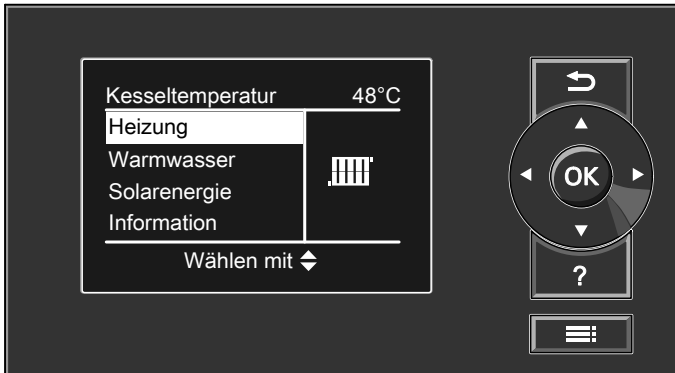 Kesseltemperatur 48°C
Heizung
Warmwasser
Solarenergie
Information
Wählen mit
OK
?